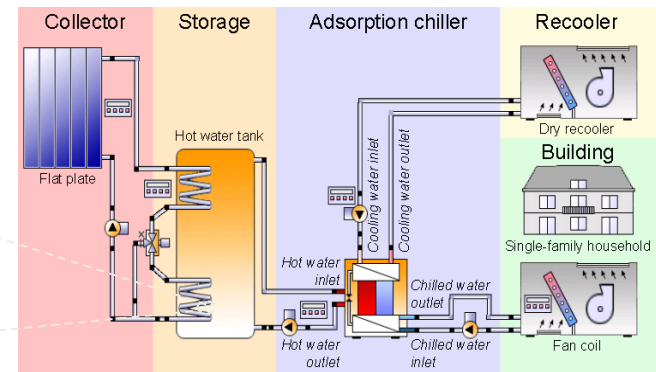 Collector
Storage
Adsorption chiller
Recooler
Hot water tank
Flat plate
Cooling water inlet
Cooling water outlet
Dry recooler
Building
Single-family household
Hot water
inlet
Chilled water
outlet
Hot water
outlet
Chilled water
inlet
Fan coil